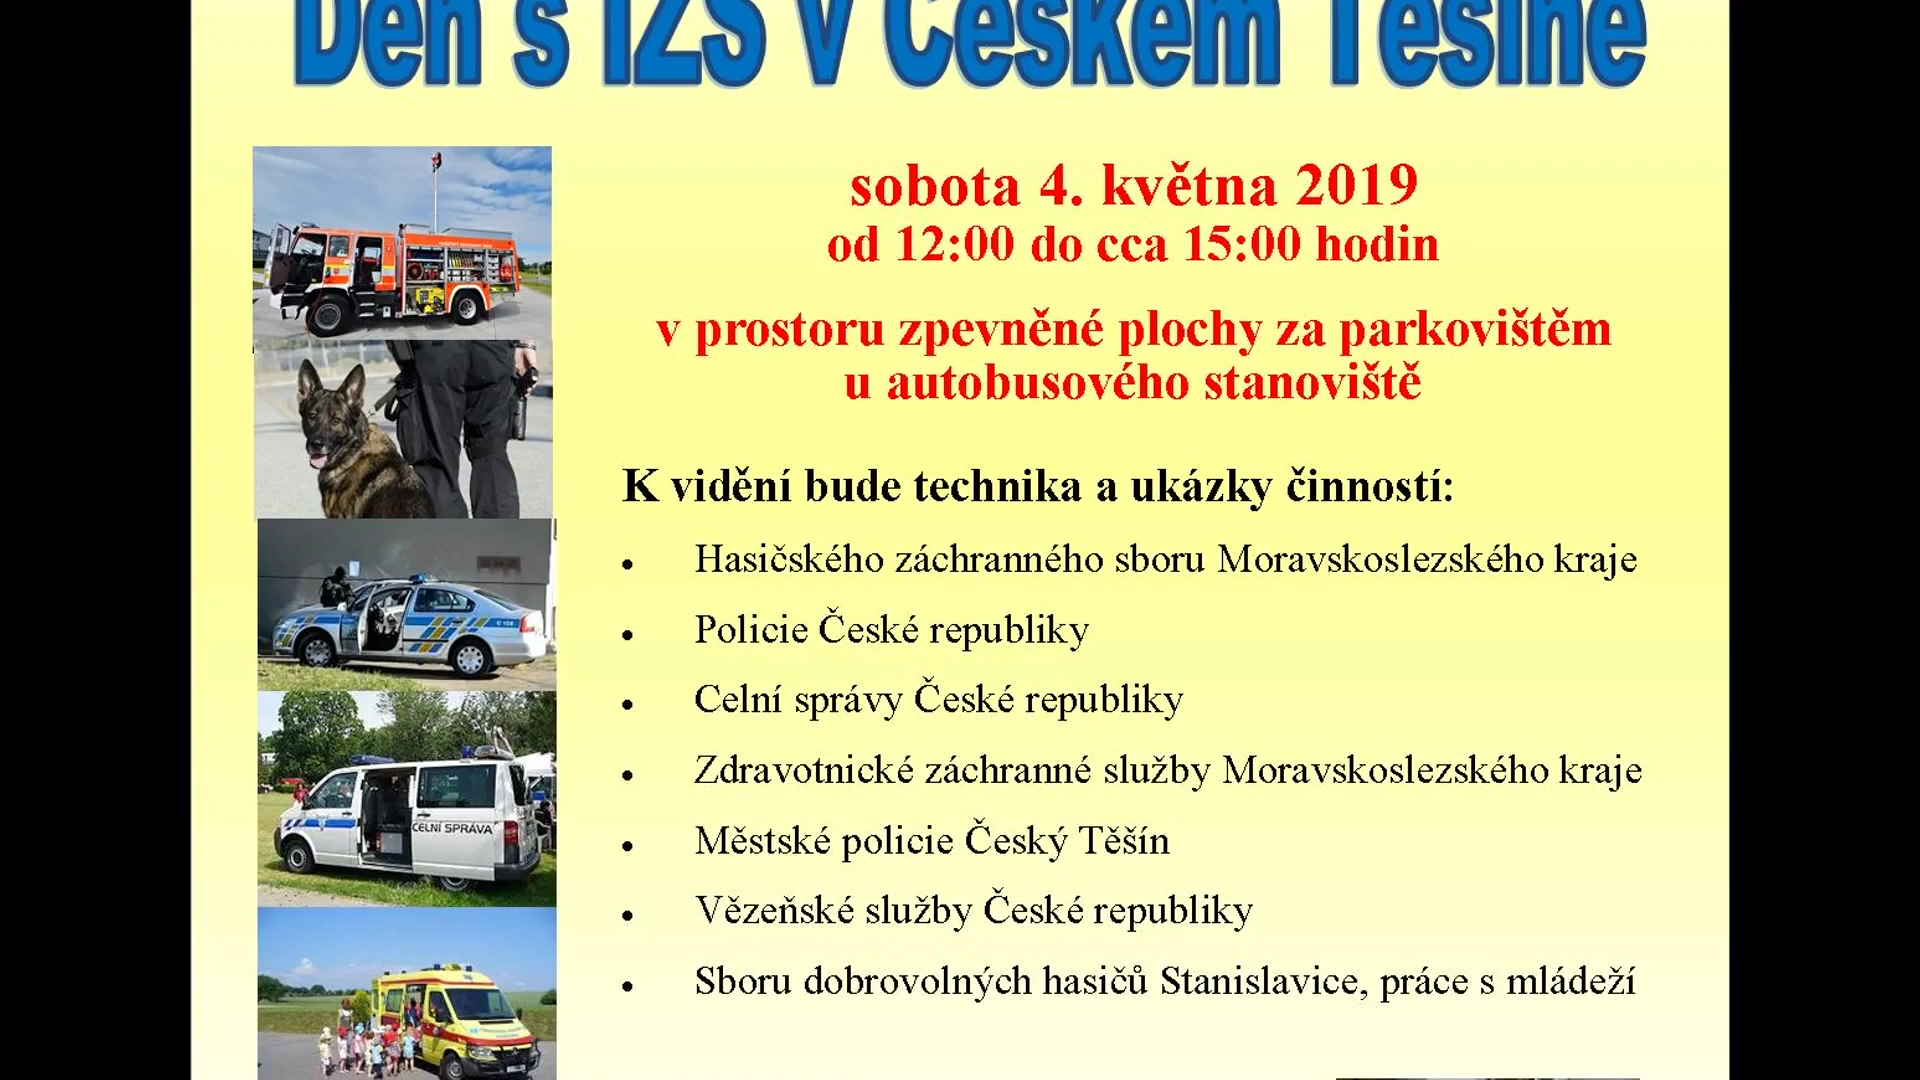 Den s IZS v Českém Těšíně
sobota 4. května 2019
od 12:00 do cca 15:00 hodin
v prostoru zpevněné plochy za parkovištěm
u autobusového stanoviště
K vidění bude technika a ukázky činností:
• Hasičského záchranného sboru Moravskoslezského kraje
• Policie České republiky
• Celní správy České republiky
• Zdravotnické záchranné služby Moravskoslezského kraje
• Městské policie Český Těšín
• Vězeňské služby České republiky
• Sboru dobrovolných hasičů Stanislavice, práce s mládeží
CELNÍ SPRÁVA